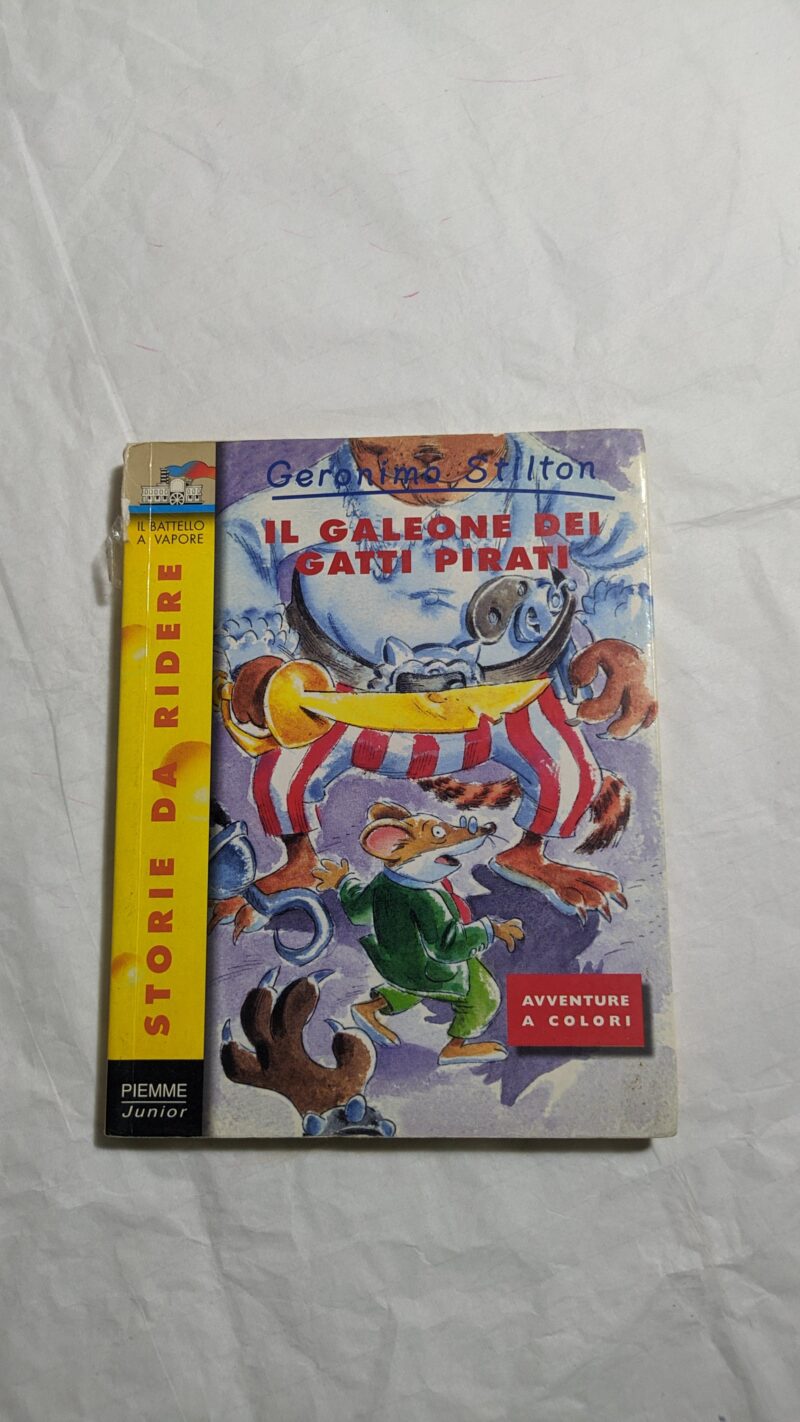 Geronimo Stilton
IL GALEONE DEI
GATTI PIRATI
IL BATTELLO
A VAPORE
STORIE DA RIDERE
AVVENTURE
A COLORI
PIEMME
Junior